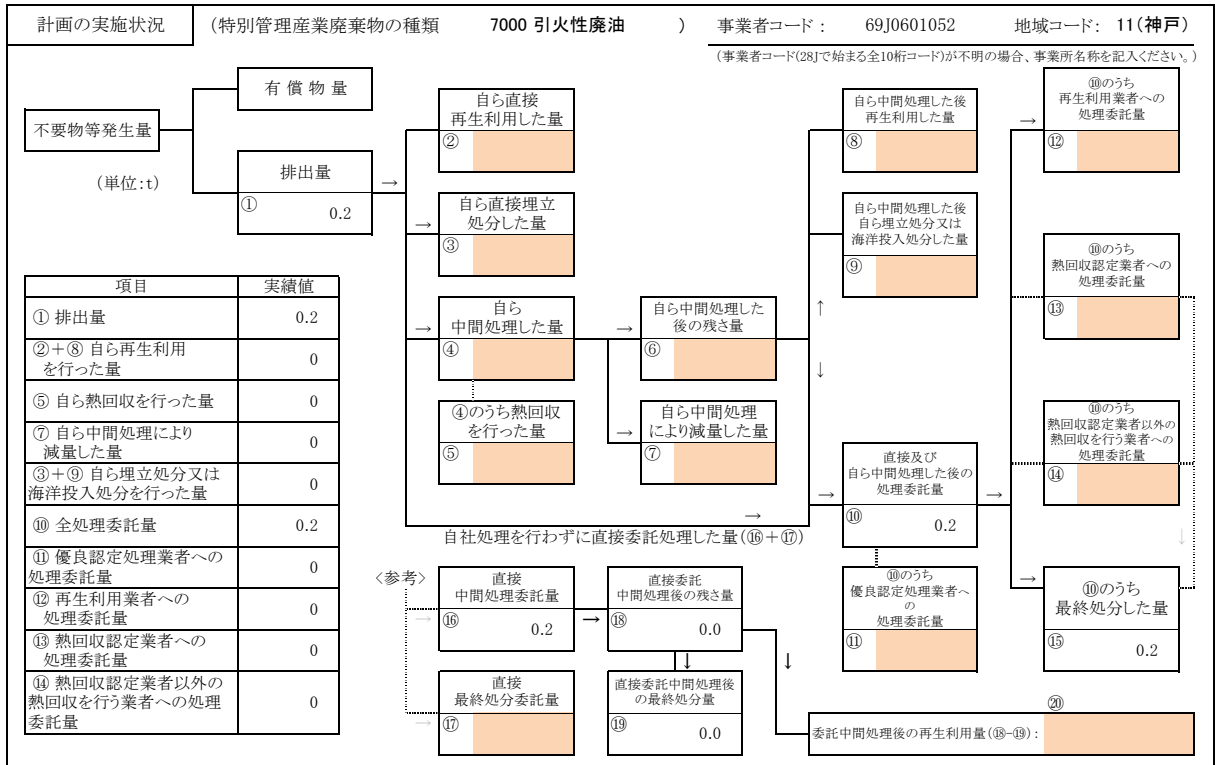 計画の実施状況 (特別管理産業廃棄物の種類 7000 引火性廃油 ) 事業者コード: 69J0601052 地域コード: 11(神戸)
(事業者コード(28Jで始まる全10桁コード)が不明の場合、事業所名称を記入ください。)
不要物等発生量
(単位:t)
有償物量
排出量
① 0.2
→
自ら直接
再生利用した量
②
→
自ら直接埋立
処分した量
③
→
自ら
中間処理した量
④
④のうち熱回収
を行った量
⑤
→
自ら中間処理した
後の残さ量
⑥
→
自ら中間処理
により減量した量
⑦
自ら中間処理した後
再生利用した量
⑧
自ら中間処理した後
自ら埋立処分又は
海洋投入処分した量
⑨
↑
↓
→
→
直接及び
自ら中間処理した後の
処理委託量
⑩ 0.2
⑩のうち
優良認定処理業者へ
の
処理委託量
⑪
→
→
⑩のうち
再生利用業者への
処理委託量
⑫
⑩のうち
熱回収認定業者への
処理委託量
⑬
⑩のうち
熱回収認定業者以外の
熱回収を行う業者への
処理委託量
⑭
↓
→
⑩のうち
最終処分した量
⑮ 0.2
項目 実績値
① 排出量 0.2
②+⑧ 自ら再生利用
を行った量 0
⑤ 自ら熱回収を行った量 0
⑦ 自ら中間処理により
減量した量 0
③+⑨ 自ら埋立処分又は
海洋投入処分を行った量 0
⑩ 全処理委託量 0.2
⑪ 優良認定処理業者への
処理委託量 0
⑫ 再生利用業者への
処理委託量 0
⑬ 熱回収認定業者への
処理委託量 0
⑭ 熱回収認定業者以外の
熱回収を行う業者への処理
委託量 0
自社処理を行わずに直接委託処理した量(⑯+⑰)
<参考>
→
直接
中間処理委託量
⑯ 0.2
→
直接委託
中間処理後の残さ量
⑱ 0.0
→
直接
最終処分委託量
⑰
↓
直接委託中間処理後
の最終処分量
⑲ 0.0
↓
⑳
委託中間処理後の再生利用量(⑱-⑲):